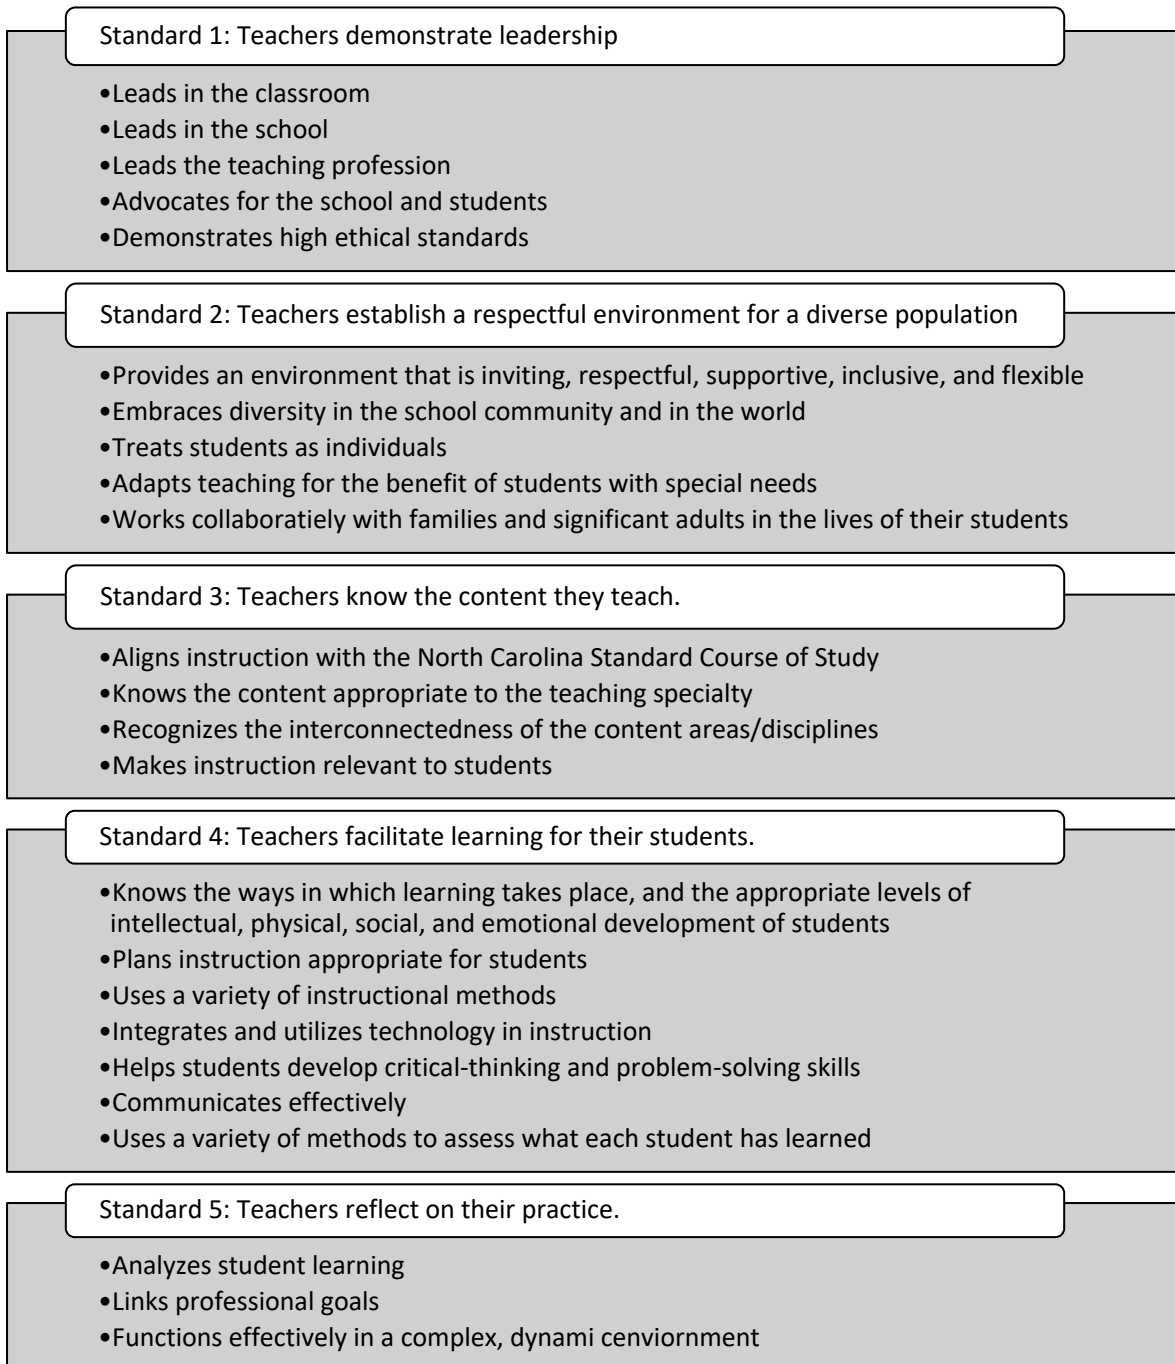 Standard 1: Teachers demonstrate leadership
•Leads in the classroom
•Leads in the school
•Leads the teaching profession
•Advocates for the school and students
•Demonstrates high ethical standards
Standard 2: Teachers establish a respectful environment for a diverse population
•Provides an environment that is inviting, respectful, supportive, inclusive, and flexible
•Embraces diversity in the school community and in the world
•Treats students as individuals
•Adapts teaching for the benefit of students with special needs
•Works collaboratiely with families and significant adults in the lives of their students
Standard 3: Teachers know the content they teach.
•Aligns instruction with the North Carolina Standard Course of Study
•Knows the content appropriate to the teaching specialty
•Recognizes the interconnectedness of the content areas/disciplines
•Makes instruction relevant to students
Standard 4: Teachers facilitate learning for their students.
•Knows the ways in which learning takes place, and the appropriate levels of
intellectual, physical, social, and emotional development of students
•Plans instruction appropriate for students
•Uses a variety of instructional methods
•Integrates and utilizes technology in instruction
•Helps students develop critical-thinking and problem-solving skills
•Communicates effectively
•Uses a variety of methods to assess what each student has learned
Standard 5: Teachers reflect on their practice.
•Analyzes student learning
•Links professional goals
•Functions effectively in a complex, dynami cenviornment